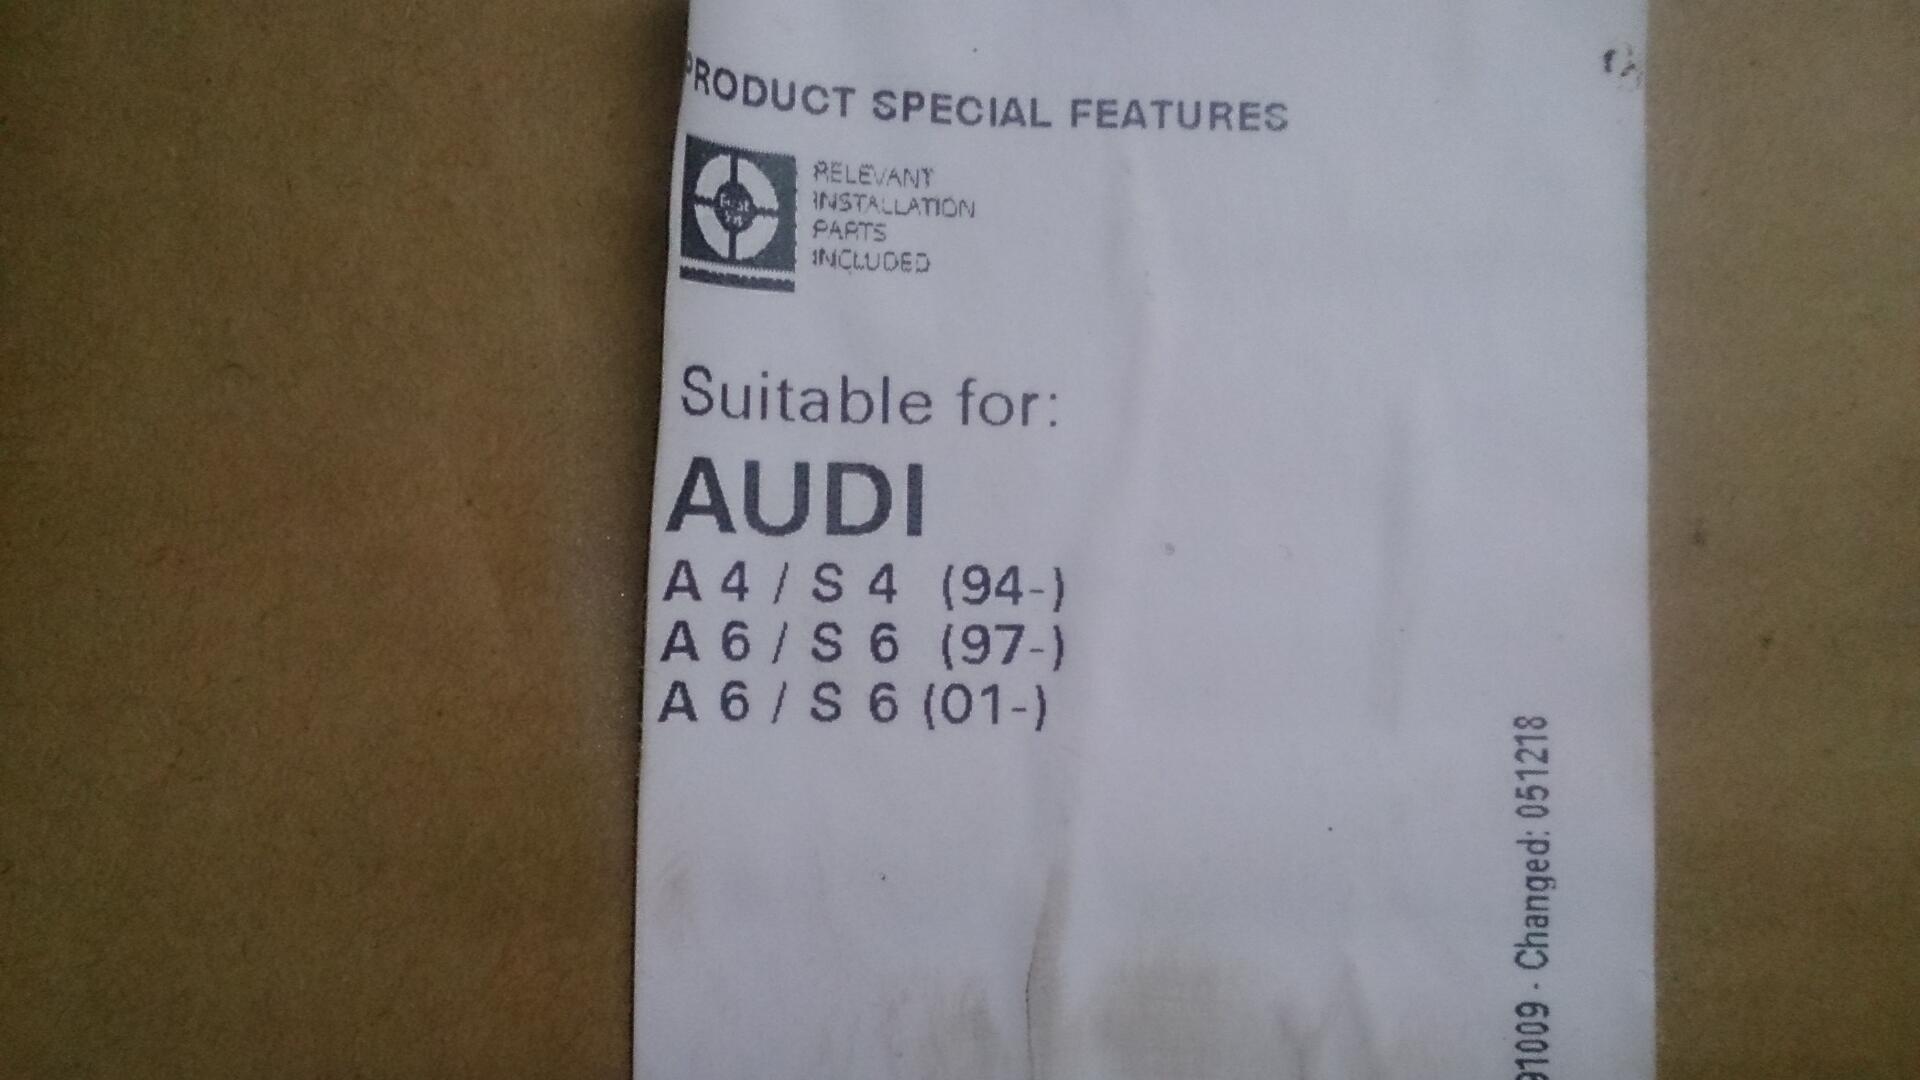 PRODUCT SPECIAL FEATURES
RELEVANT
INSTALLATION
PARTS
INCLUDED
Suitable for:
AUDI
A 4 / S 4 (94-)
A 6 / S 6 (97-)
A 6 / S 6 (01-)
91009 - Changed: 051218